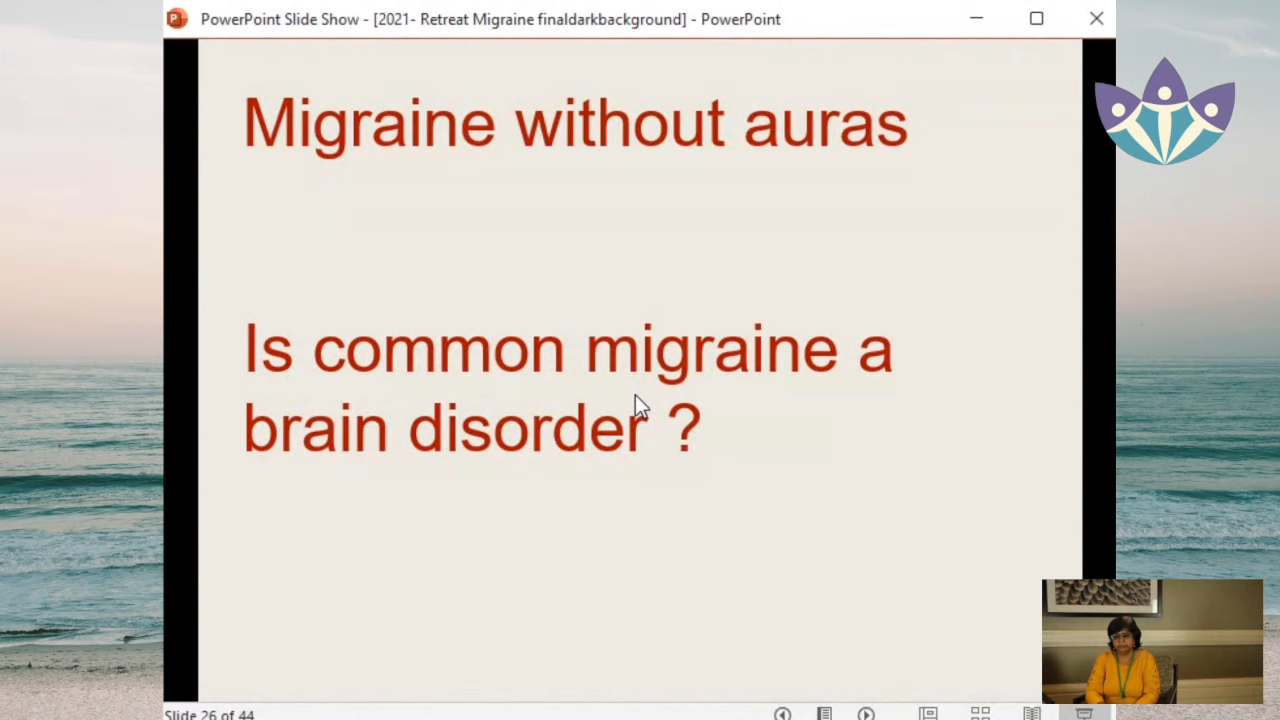 PowerPoint Slide Show - [2021- Retreat Migraine finaldarkbackground] - PowerPoint
Migraine without auras
Is common migraine a
brain disorder ?
Slide 26 of 44